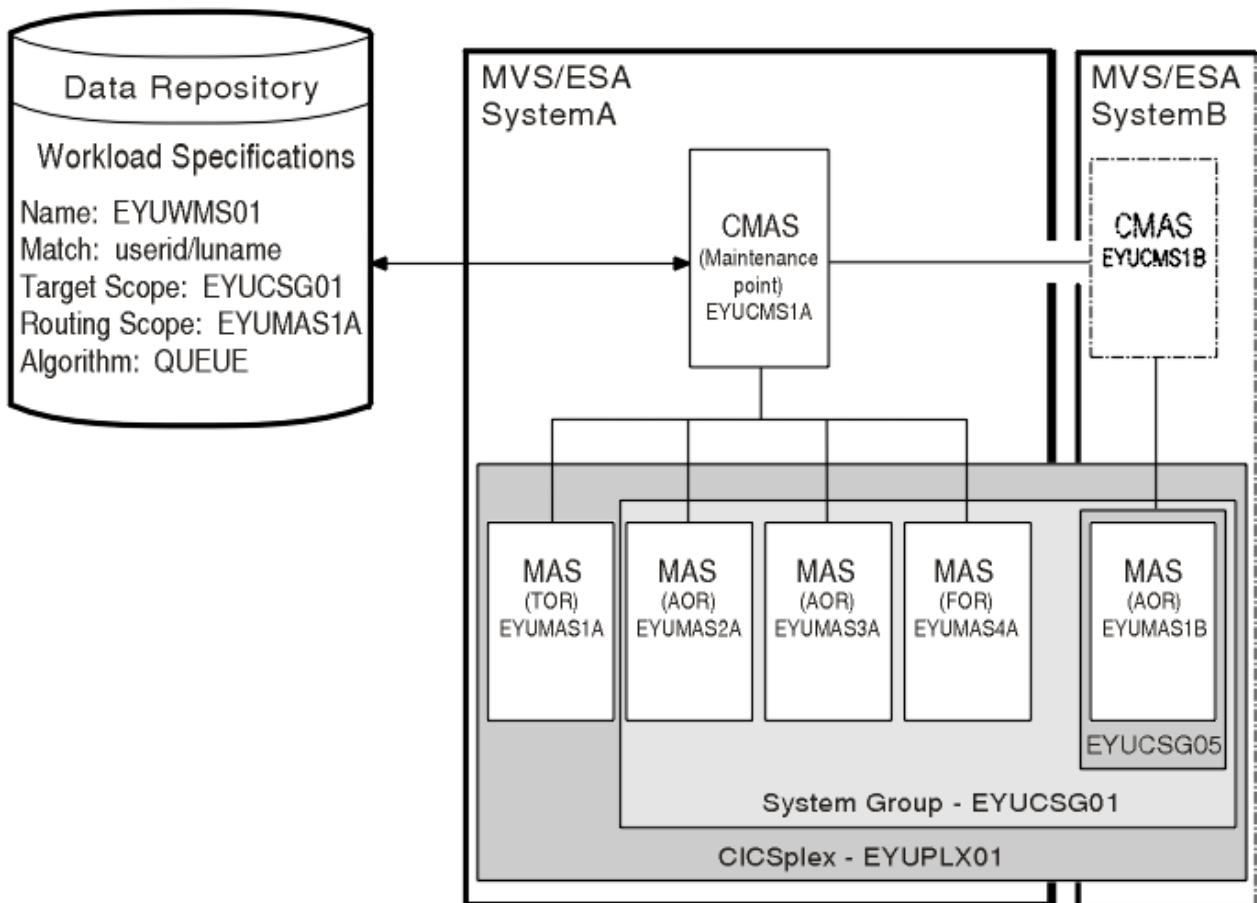 Data Repository
Workload Specifications
Name: EYUWMS01
Match: userid/luname
Target Scope: EYUCSG01
Routing Scope: EYUMAS1A
Algorithm: QUEUE
MVS/ESA
SystemA
CMAS
(Maintenance
point)
EYUCMS1A
MVS/ESA
SystemB
CMAS
EYUCMS1B
MAS
(TOR)
EYUMAS1A
MAS
(AOR)
EYUMAS2A
MAS
(AOR)
EYUMAS3A
MAS
(FOR)
EYUMAS4A
MAS
(AOR)
EYUMAS1B
EYUCSG05
System Group - EYUCSG01
CICSplex - EYUPLX01